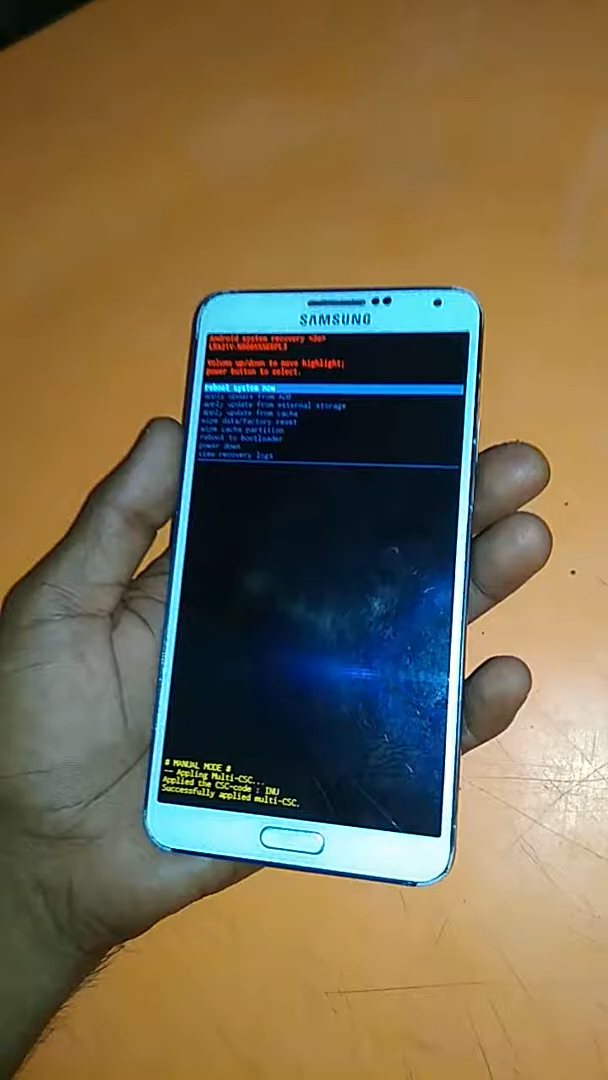 SAMSUNG
Android system recovery <3e>
Volume up/down to move highlight;
power button to select.
reboot system now
apply update from ADB
apply update from external storage
apply update from cache
wipe data/factory reset
wipe cache partition
reboot to bootloader
power down
view recovery logs
# MANUAL MODE #
-- Appling Multi-CSC...
Applied the CSC-code : INU
Successfully applied multi-CSC.